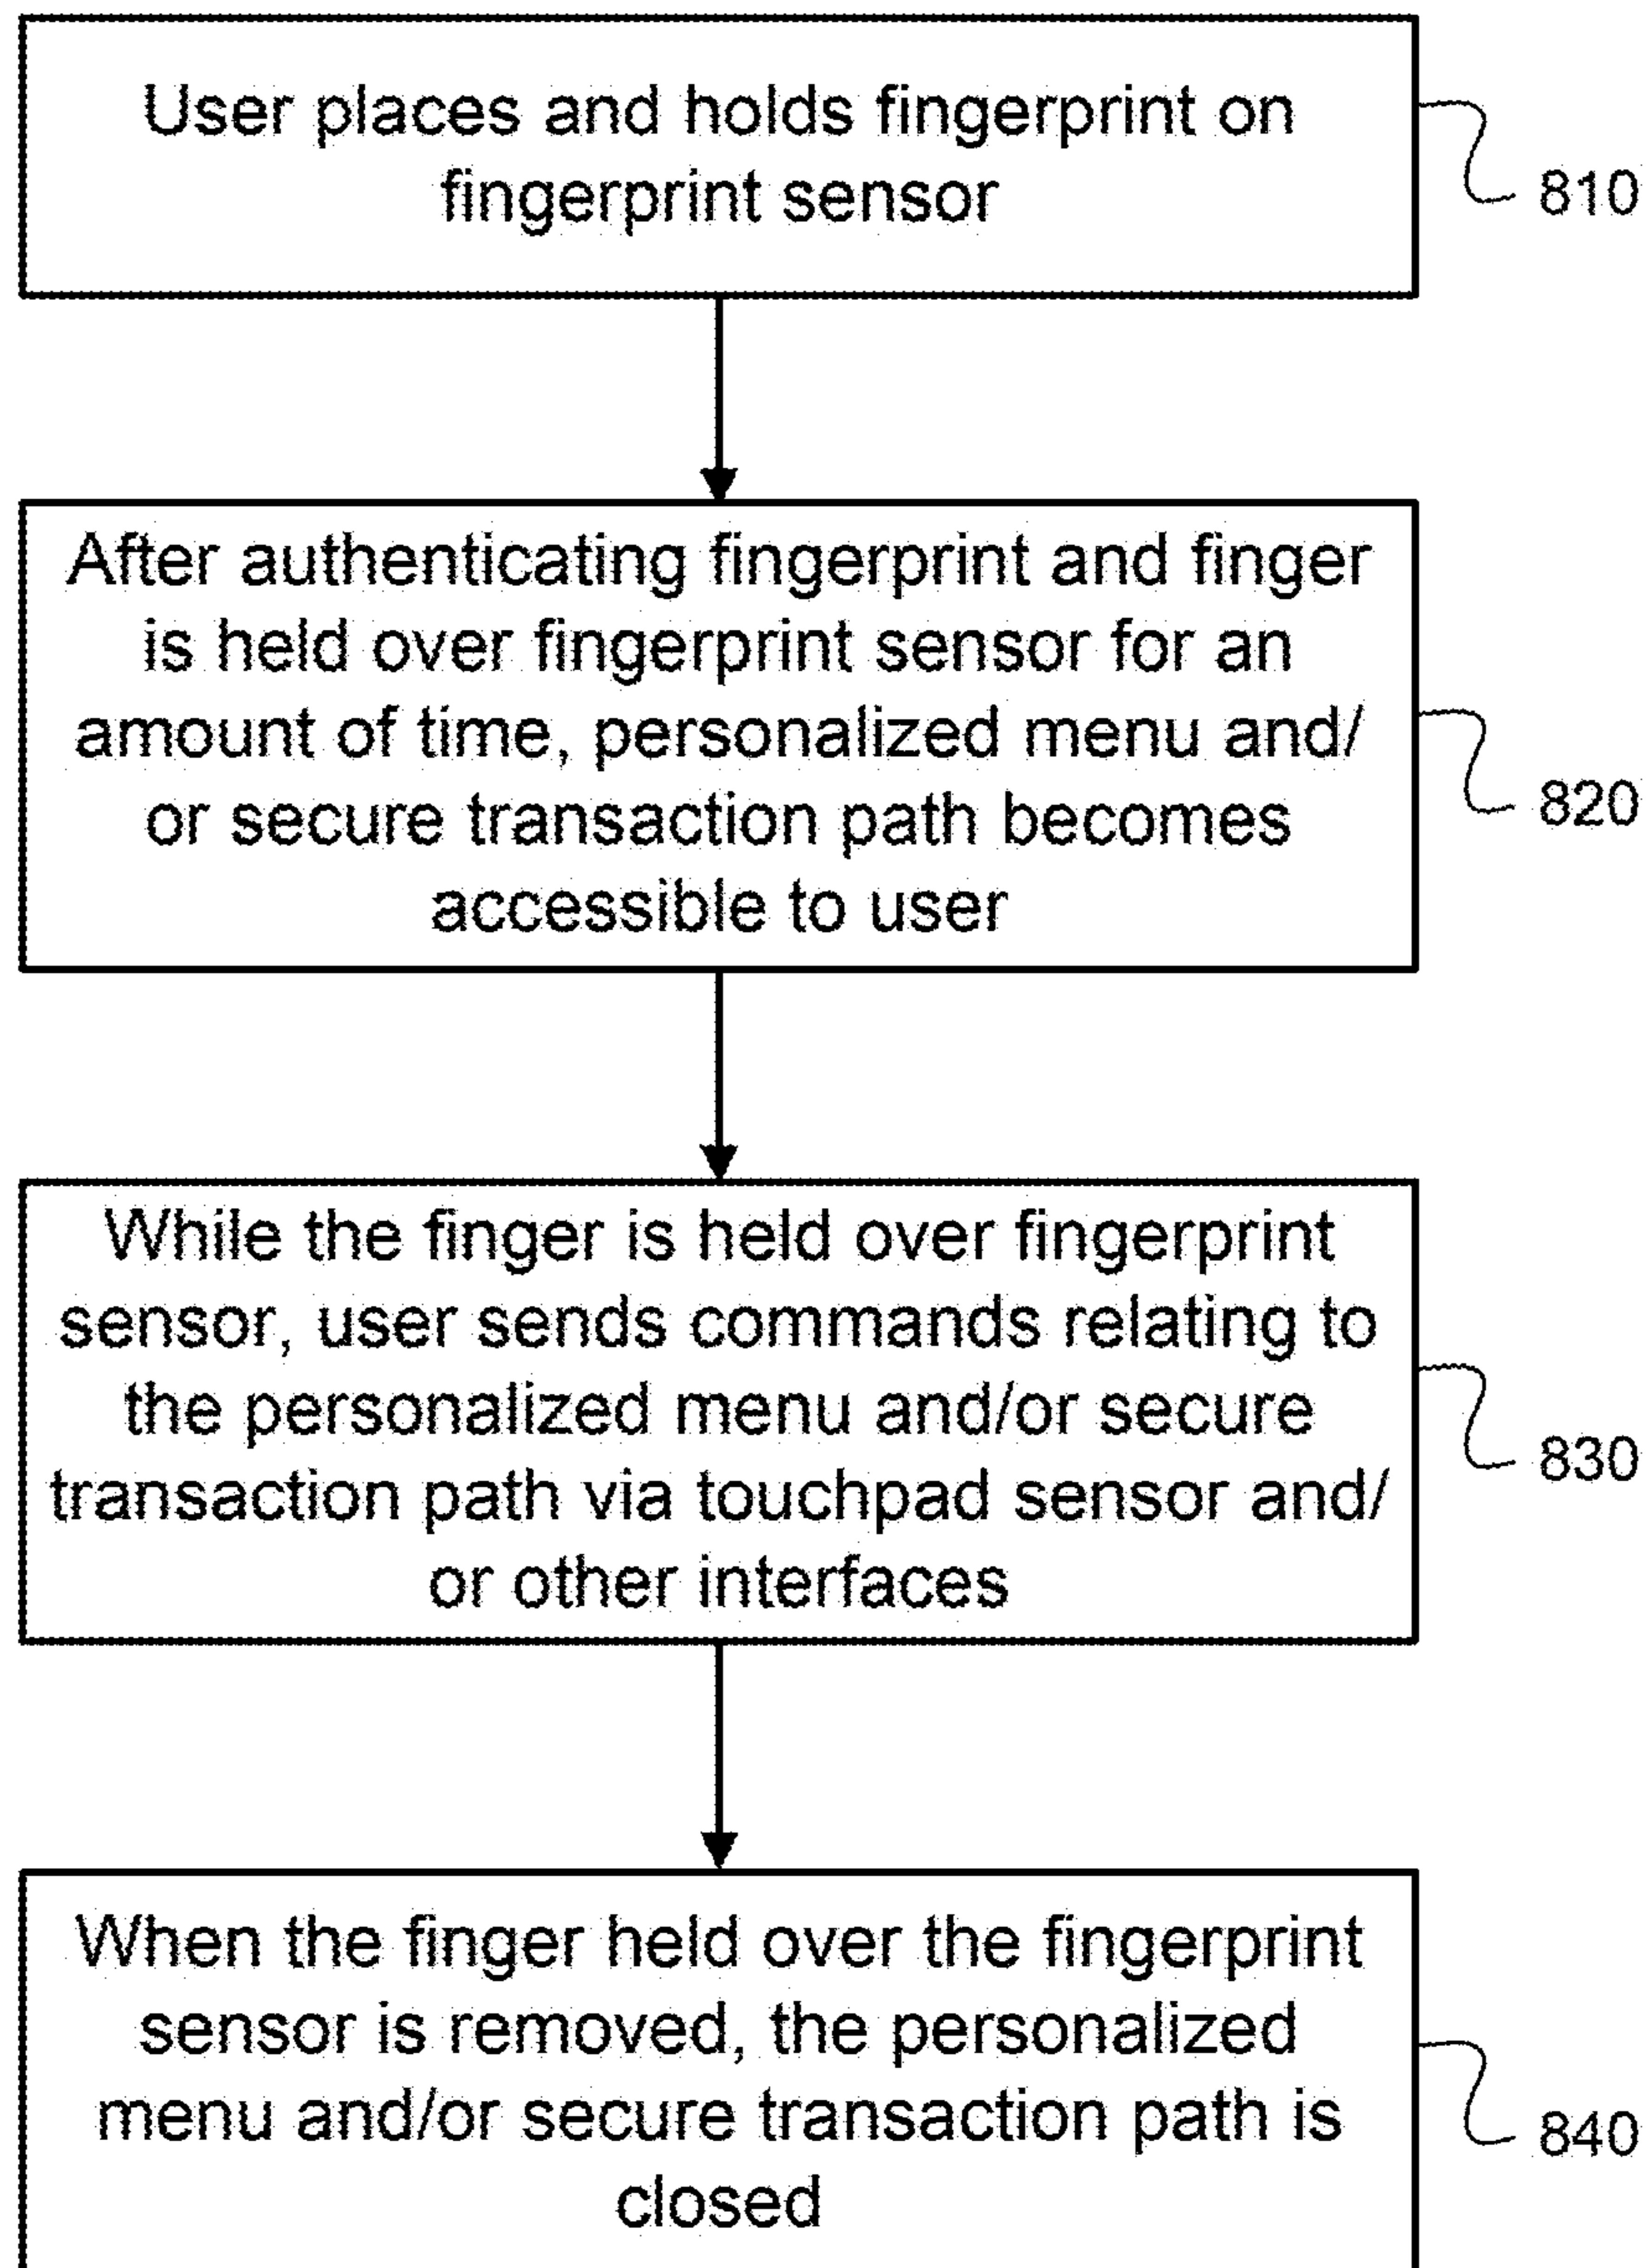 User places and holds fingerprint on
fingerprint sensor
810
After authenticating fingerprint and finger
is held over fingerprint sensor for an
amount of time, personalized menu and/
or secure transaction path becomes
accessible to user
820
While the finger is held over fingerprint
sensor, user sends commands relating to
the personalized menu and/or secure
transaction path via touchpad sensor and/
or other interfaces
830
When the finger held over the fingerprint
sensor is removed, the personalized
menu and/or secure transaction path is
closed
840